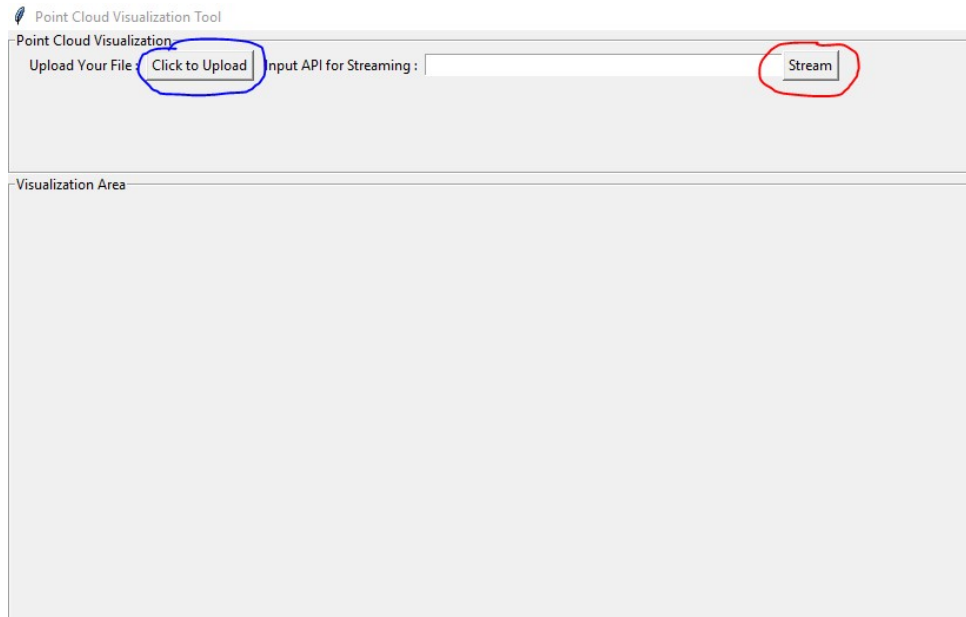 Point Cloud Visualization Tool
Point Cloud Visualization
Upload Your File : Click to Upload Input API for Streaming : Stream
Visualization Area